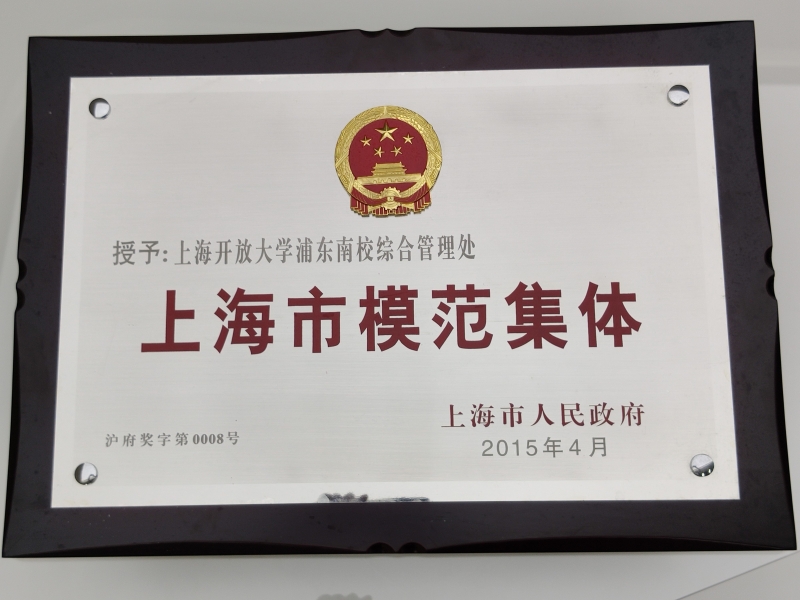 授予:上海开放大学浦东南校综合管理处
上海市模范集体
上海市人民政府
沪府奖字第0008号
2015年4月